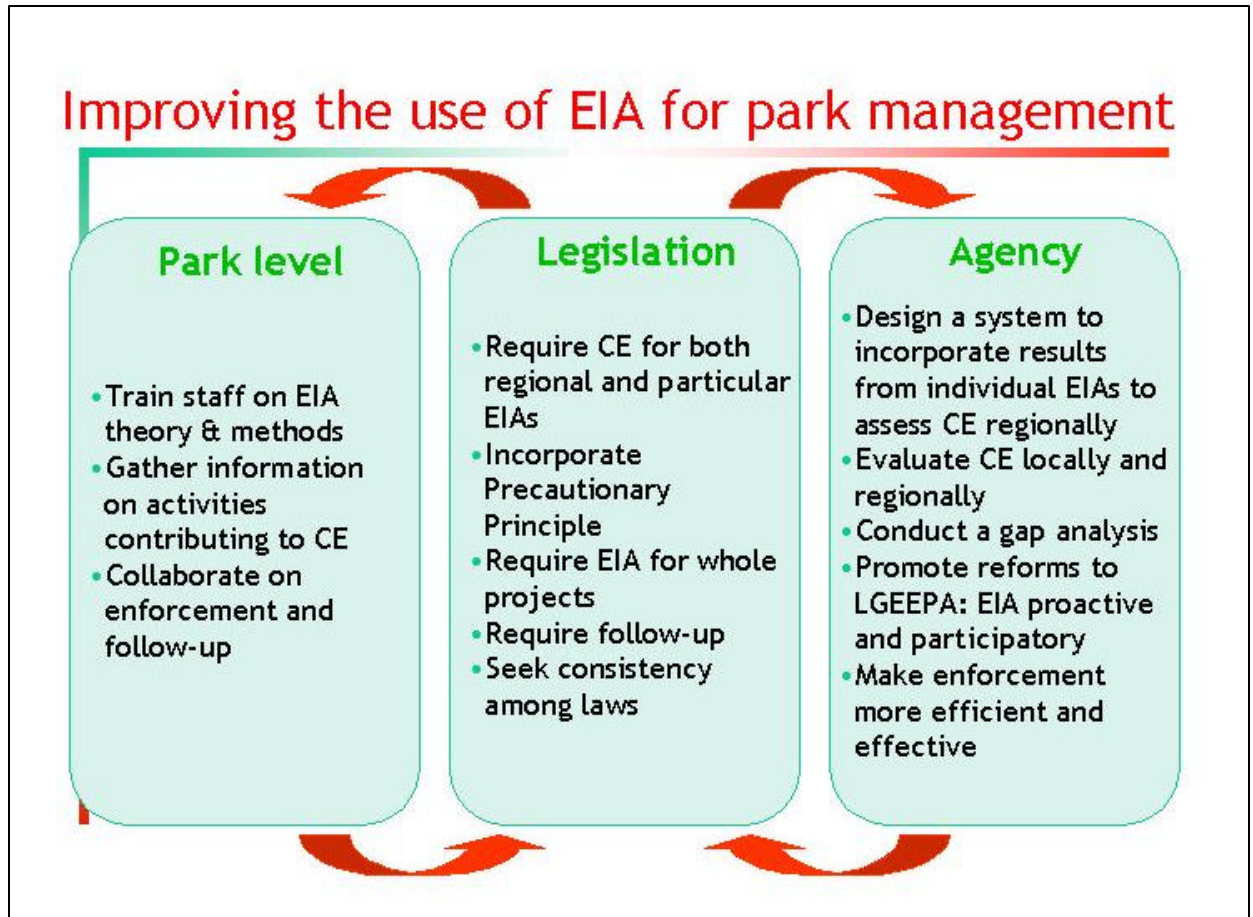 Improving the use of EIA for park management
Park level
•Train staff on EIA
theory & methods
•Gather information
on activities
contributing to CE
•Collaborate on
enforcement and
follow-up
Legislation
•Require CE for both
regional and particular
EIAs
•Incorporate
Precautionary
Principle
•Require EIA for whole
projects
•Require follow-up
•Seek consistency
among laws
Agency
•Design a system to
incorporate results
from individual EIAs to
assess CE regionally
•Evaluate CE locally and
regionally
•Conduct a gap analysis
•Promote reforms to
LGEEPA: EIA proactive
and participatory
•Make enforcement
more efficient and
effective